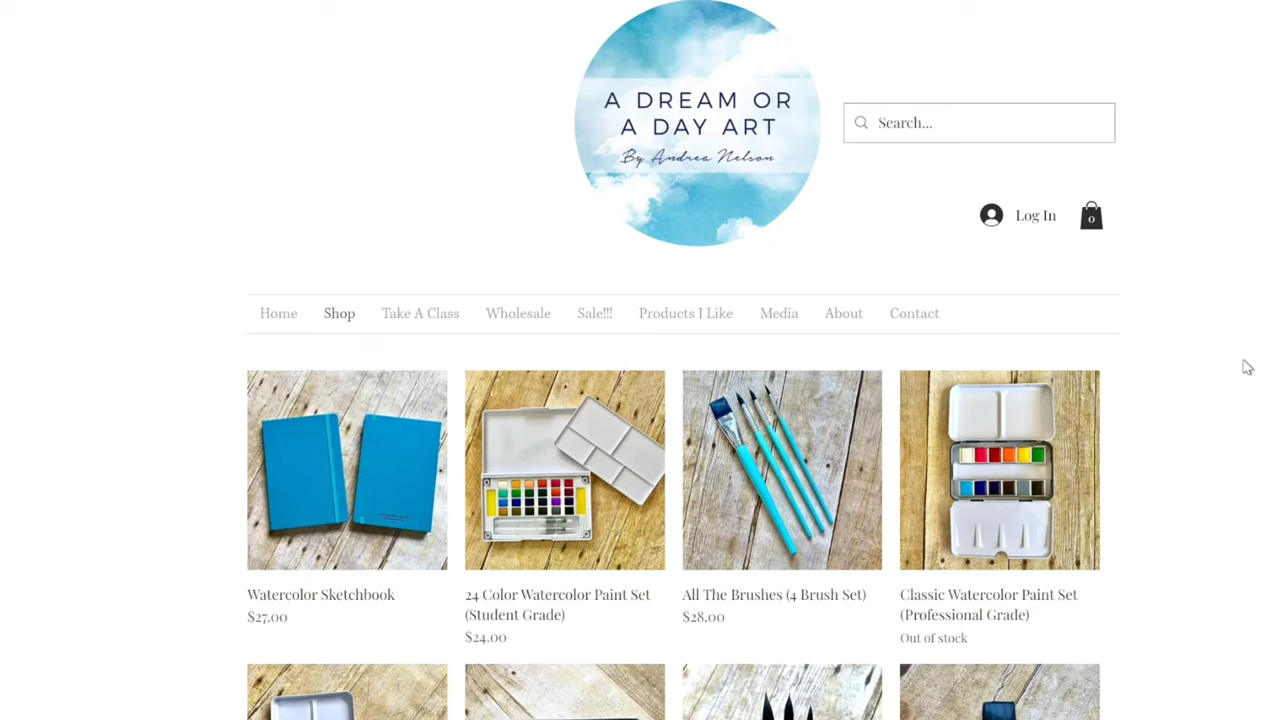 A DREAM OR
A DAY ART
By Andrea Nelson
Search...
Log In
0
Home Shop Take A Class Wholesale Sale!!! Products I Like Media About Contact
Watercolor Sketchbook
$27.00
24 Color Watercolor Paint Set
(Student Grade)
$24.00
All The Brushes (4 Brush Set)
$28.00
Classic Watercolor Paint Set
(Professional Grade)
Out of stock